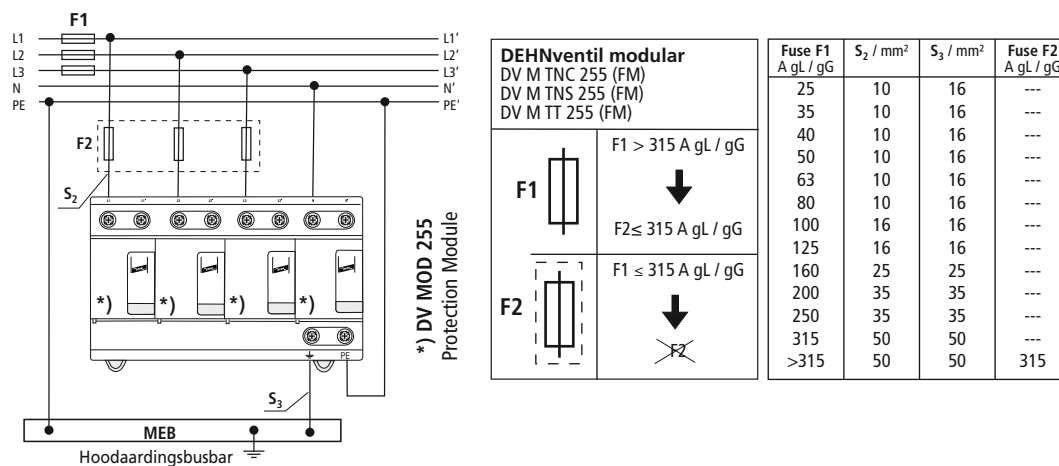 F1
L1 L1′
L2 L2′
L3 L3′
N N′
PE PE'
F2
S2
*) *) *) *)
PE
*) DV MOD 255
Protection Module
S3
MEB
Hoodaardingsbusbar
DEHNventil modular
DV M TNC 255 (FM)
DV M TNS 255 (FM)
DV M TT 255 (FM)
F1
F1 > 315 A gL / gG
F2≤ 315 A gL / gG
F2
F1 ≤ 315 A gL / gG
F2
Fuse F1 S2 / mm² S3 / mm² Fuse F2
A gL / gG A gL / gG
25 10 16 ---
35 10 16 ---
40 10 16 ---
50 10 16 ---
63 10 16 ---
80 10 16 ---
100 16 16 ---
125 16 16 ---
160 25 25 ---
200 35 35 ---
250 35 35 ---
315 50 50 ---
>315 50 50 315